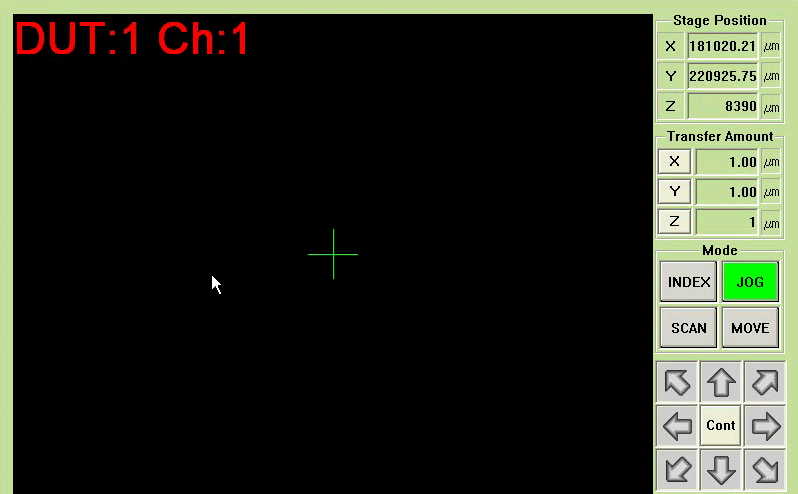 DUT:1 Ch:1
Stage Position
X 181020.21 μm
Y 220925.75 μm
Z 8390 μm
Transfer Amount
X 1.00 μm
Y 1.00 μm
Z 1 μm
Mode
INDEX JOG
SCAN MOVE
Cont